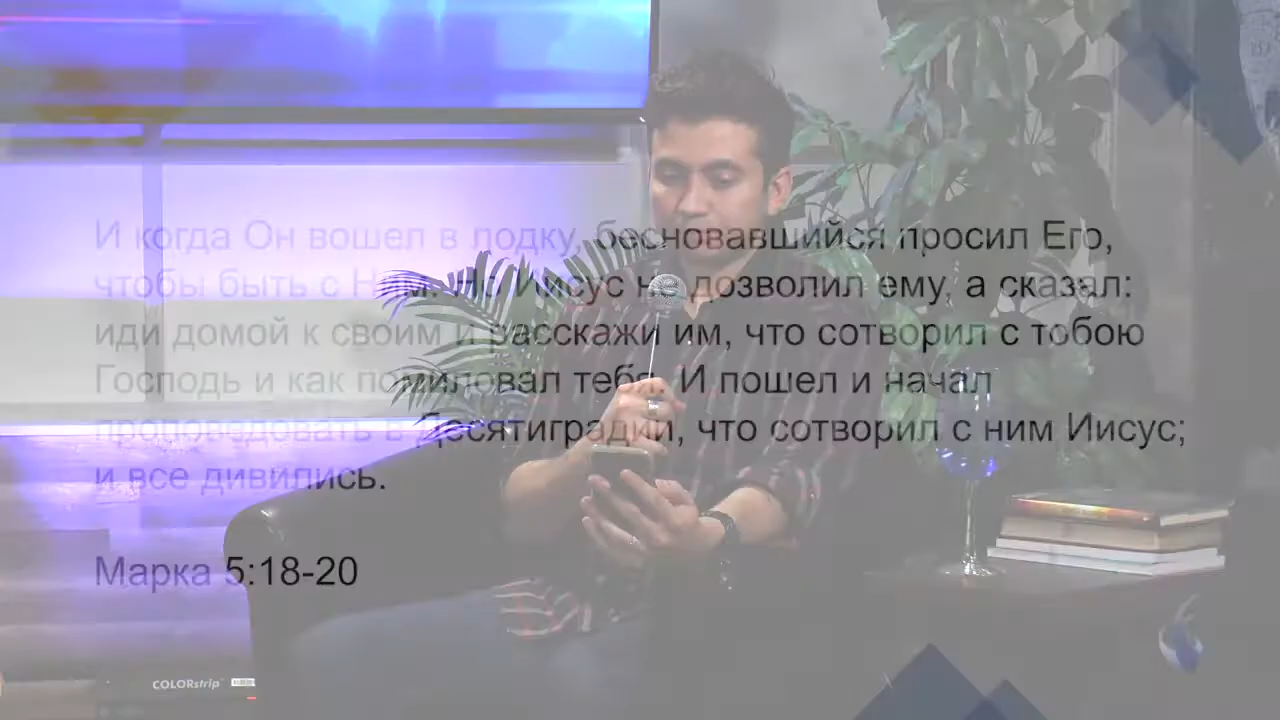 И когда Он вошел в лодку, бесновавшийся просил Его,
чтобы быть с Ним. Но Иисус не дозволил ему, а сказал:
иди домой к своим и расскажи им, что сотворил с тобою
Господь и как помиловал тебя. И пошел и начал
проповедовать в Десятиградии, что сотворил с ним Иисус;
и все дивились.
Марка 5:18-20
COLORstrip